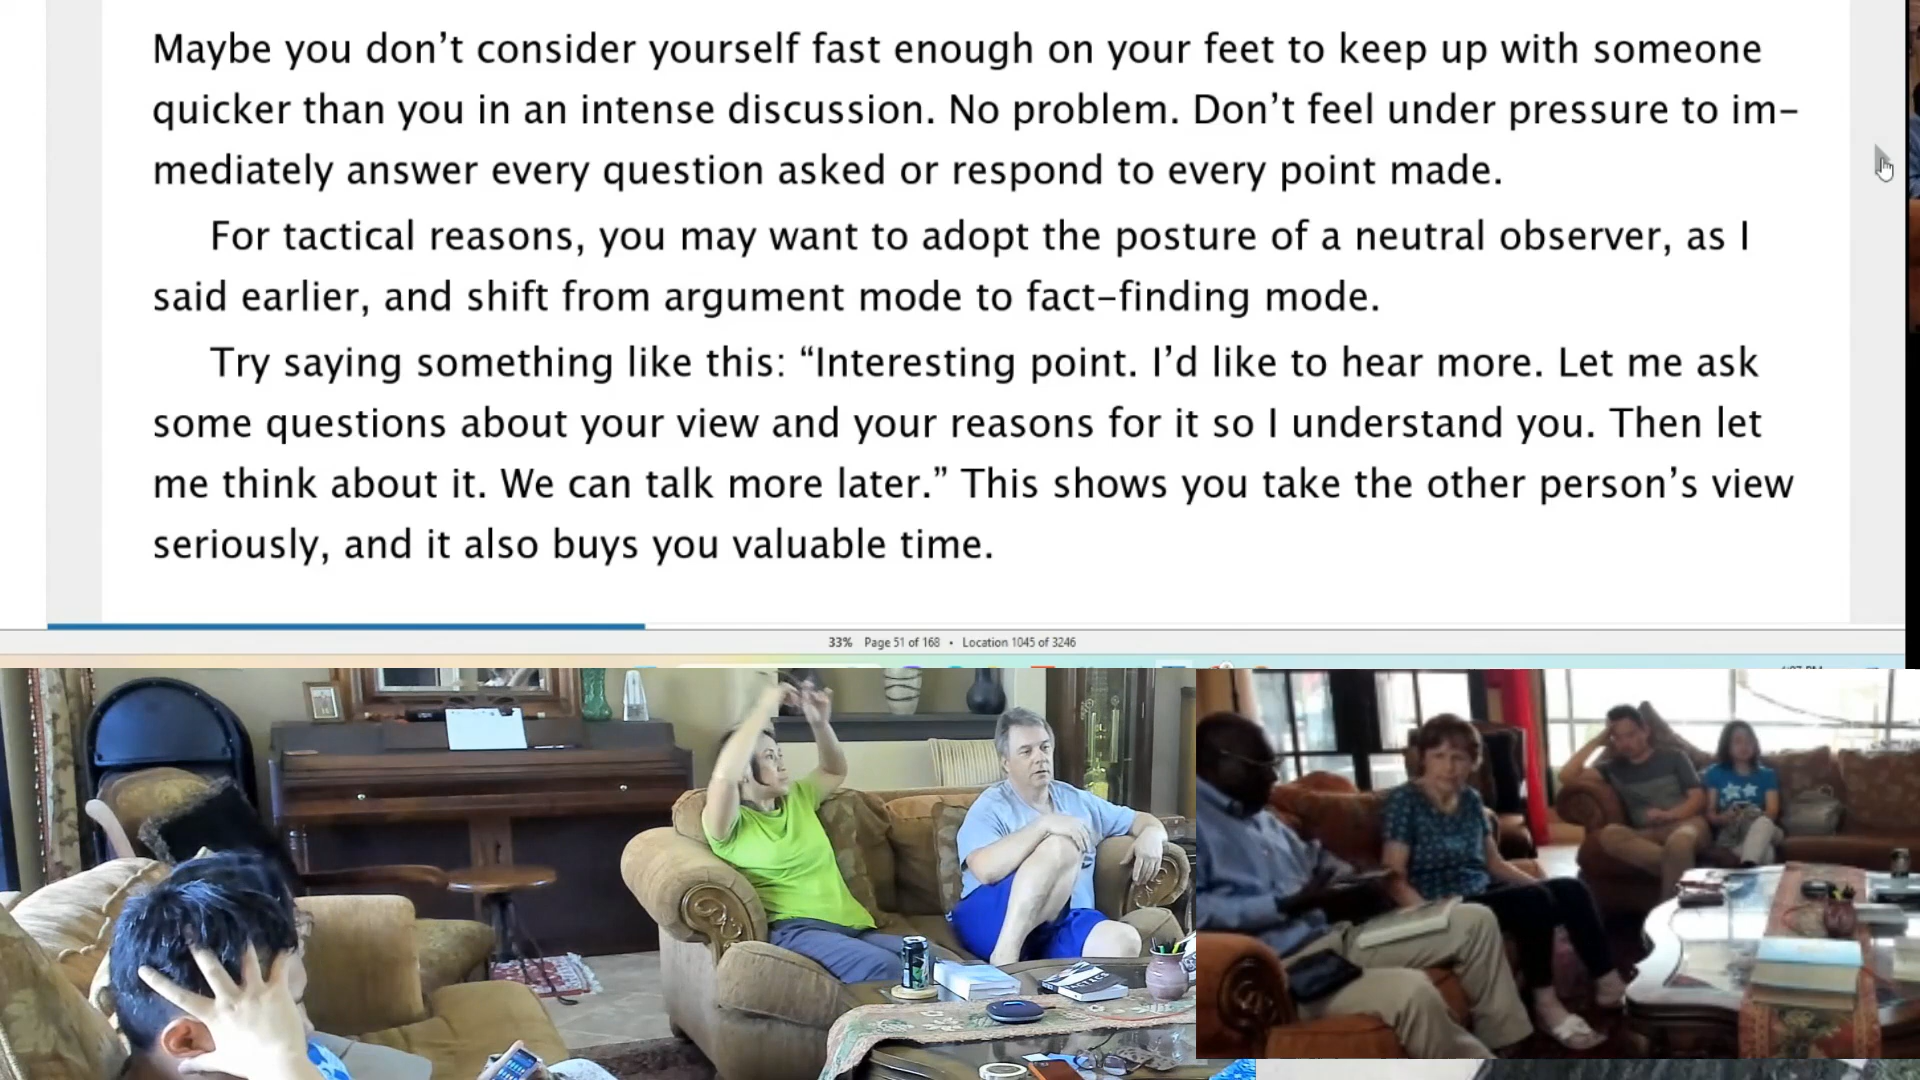 Maybe you don’t consider yourself fast enough on your feet to keep up with someone
quicker than you in an intense discussion. No problem. Don’t feel under pressure to im-
mediately answer every question asked or respond to every point made.
For tactical reasons, you may want to adopt the posture of a neutral observer, as I
said earlier, and shift from argument mode to fact-finding mode.
Try saying something like this: “Interesting point. I’d like to hear more. Let me ask
some questions about your view and your reasons for it so I understand you. Then let
me think about it. We can talk more later.” This shows you take the other person’s view
seriously, and it also buys you valuable time.
33% Page 51 of 168 • Location 1045 of 3246